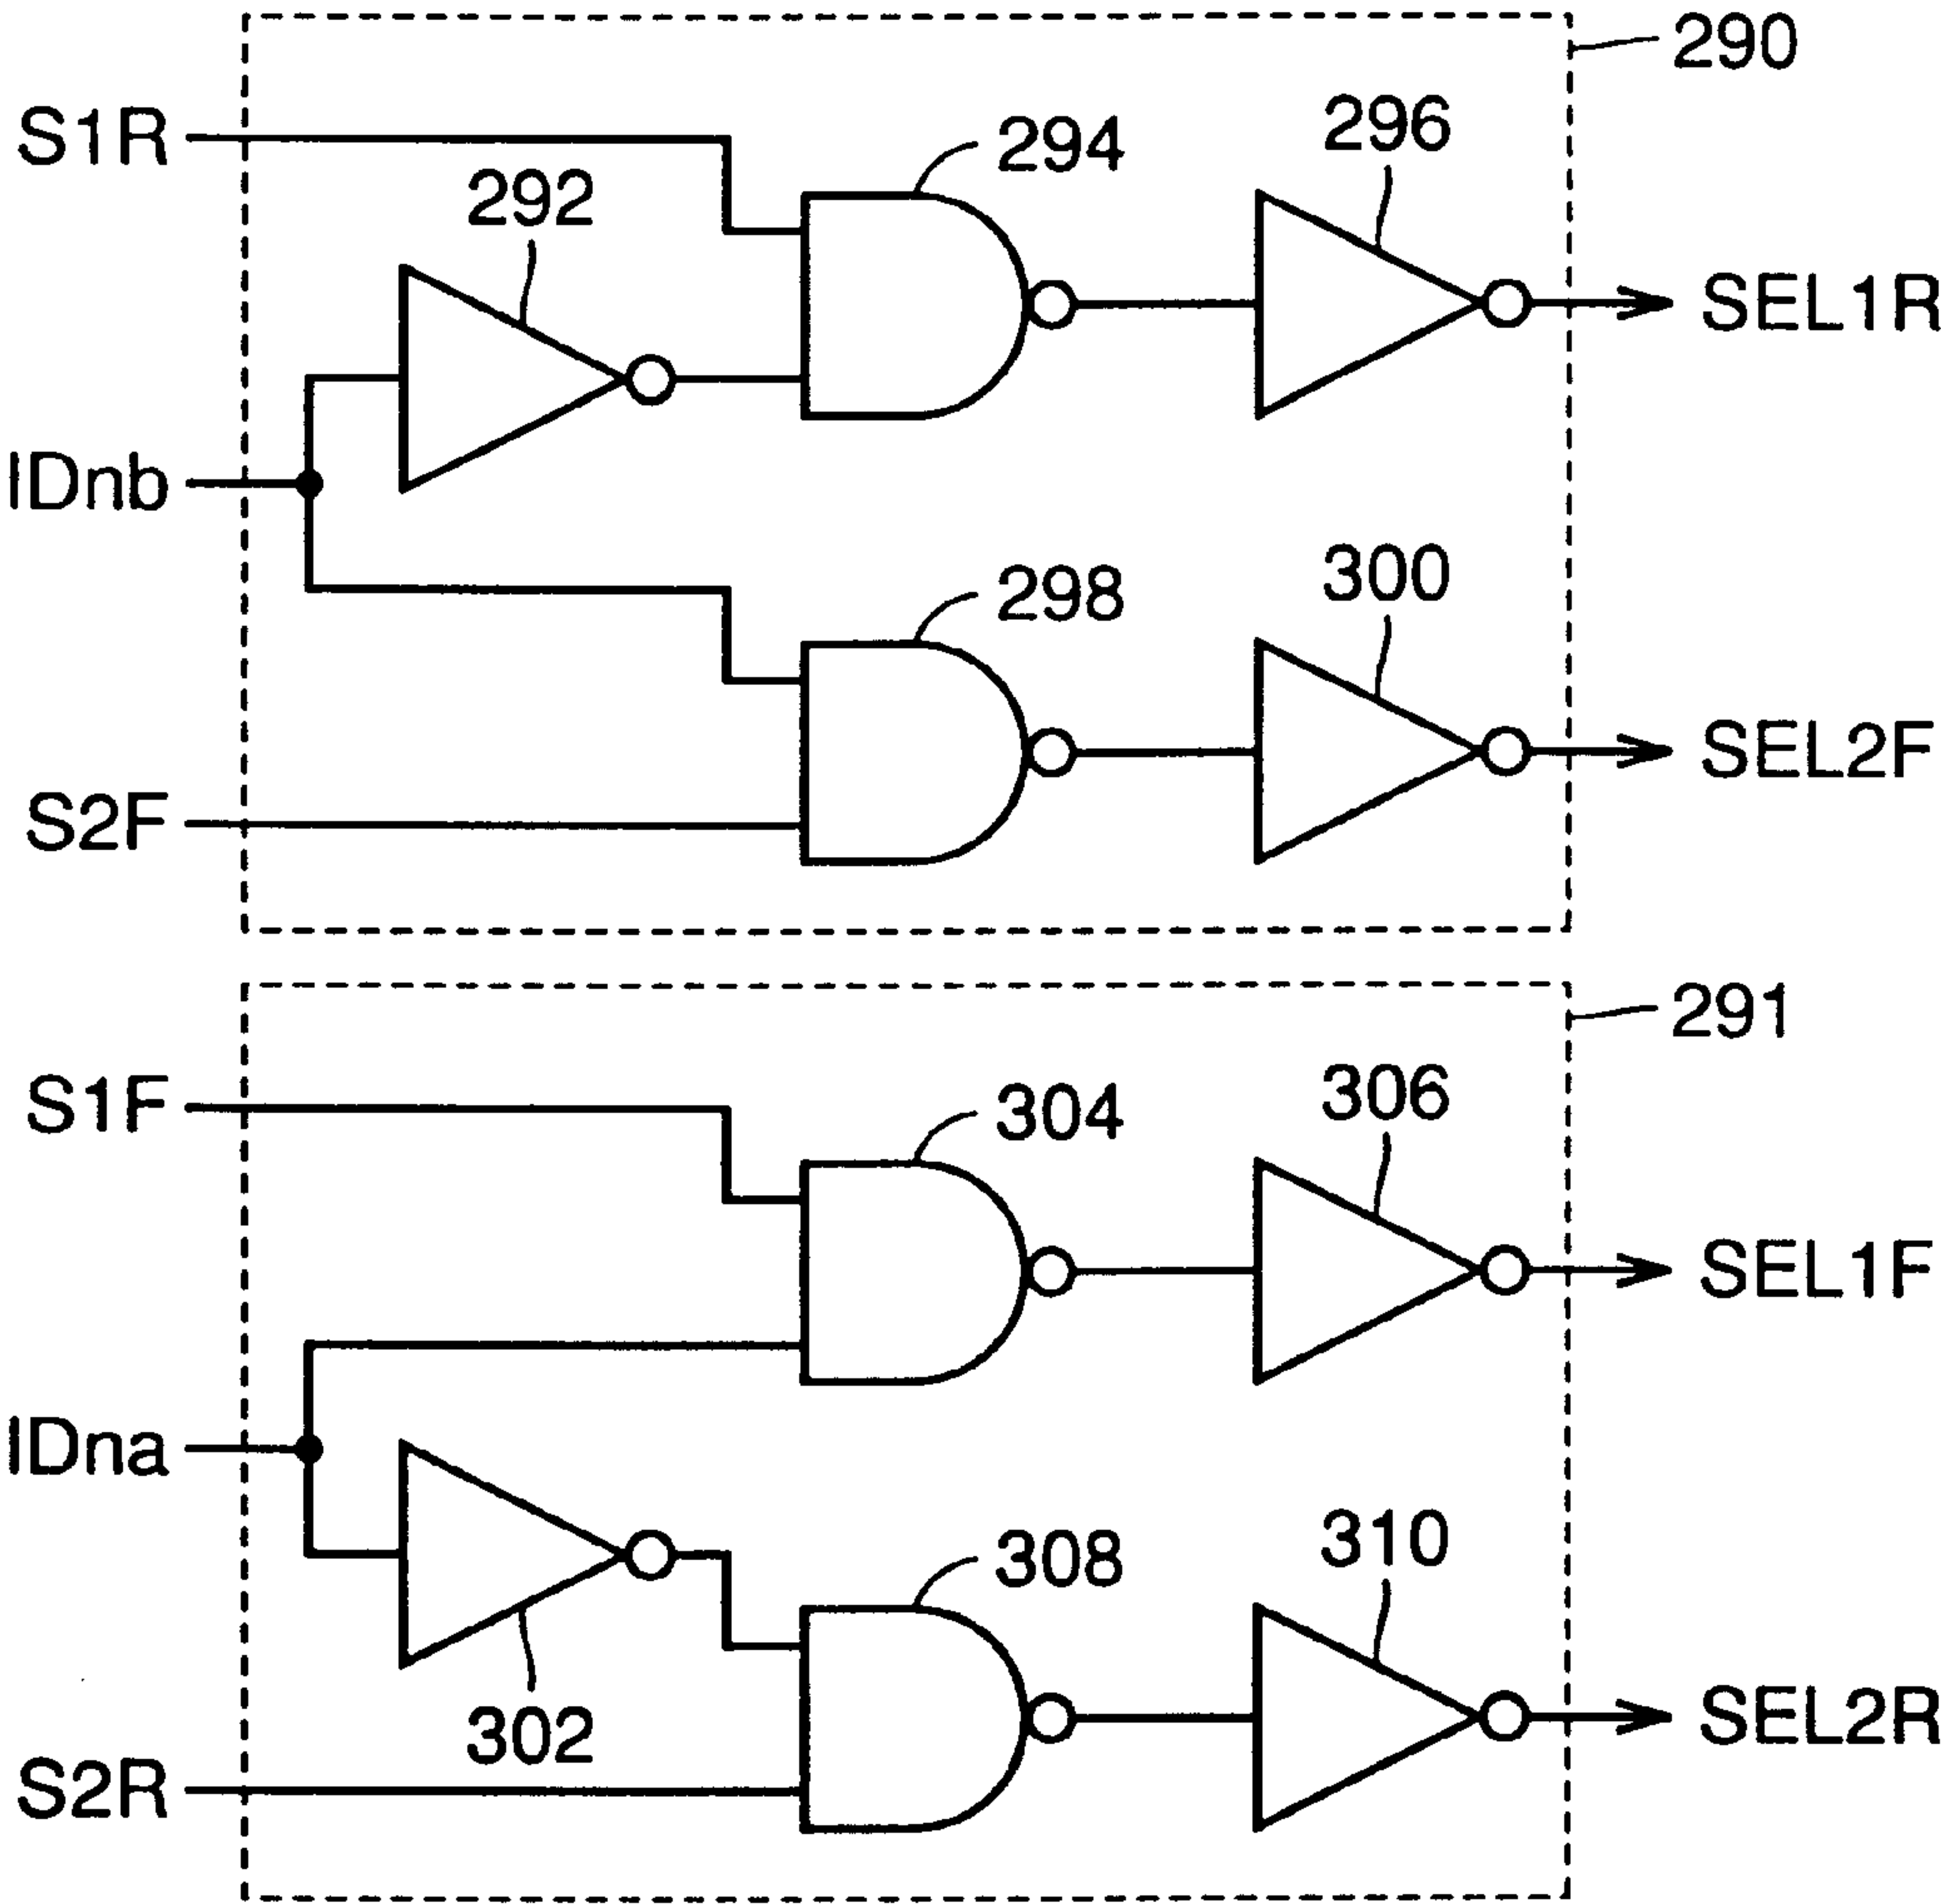 290
S1R
294
296
292
SEL1R
IDnb
298
300
SEL2F
S2F
291
S1F
304
306
SEL1F
IDna
308
310
302
SEL2R
S2R